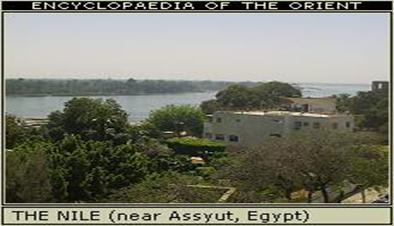 ENCYCLOPAEDIA OF THE ORIENT
THE NILE (near Assyut, Egypt)